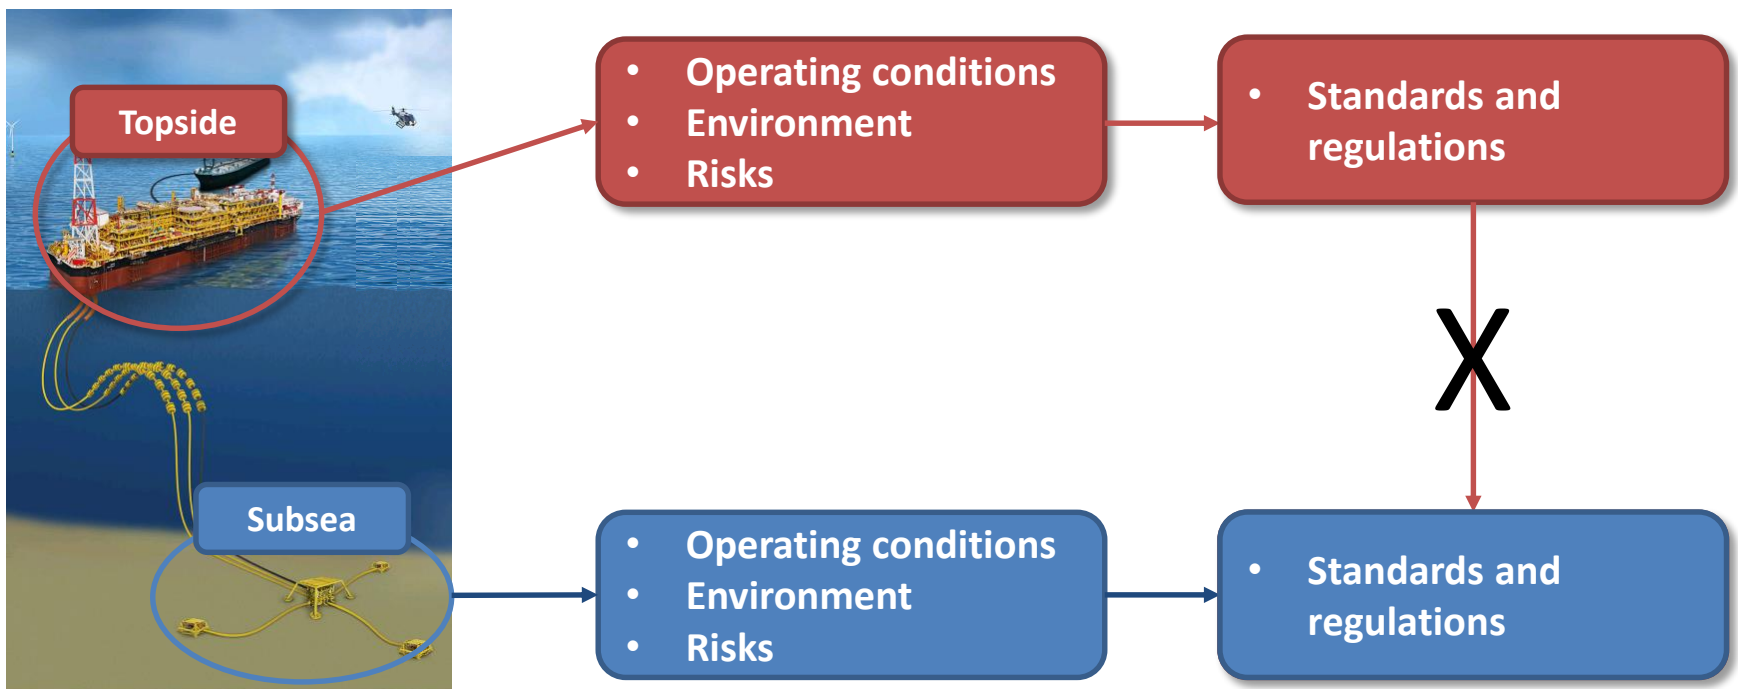 Topside
• Operating conditions
• Environment
• Risks
• Standards and
regulations
X
Subsea
• Operating conditions
• Environment
• Risks
• Standards and
regulations